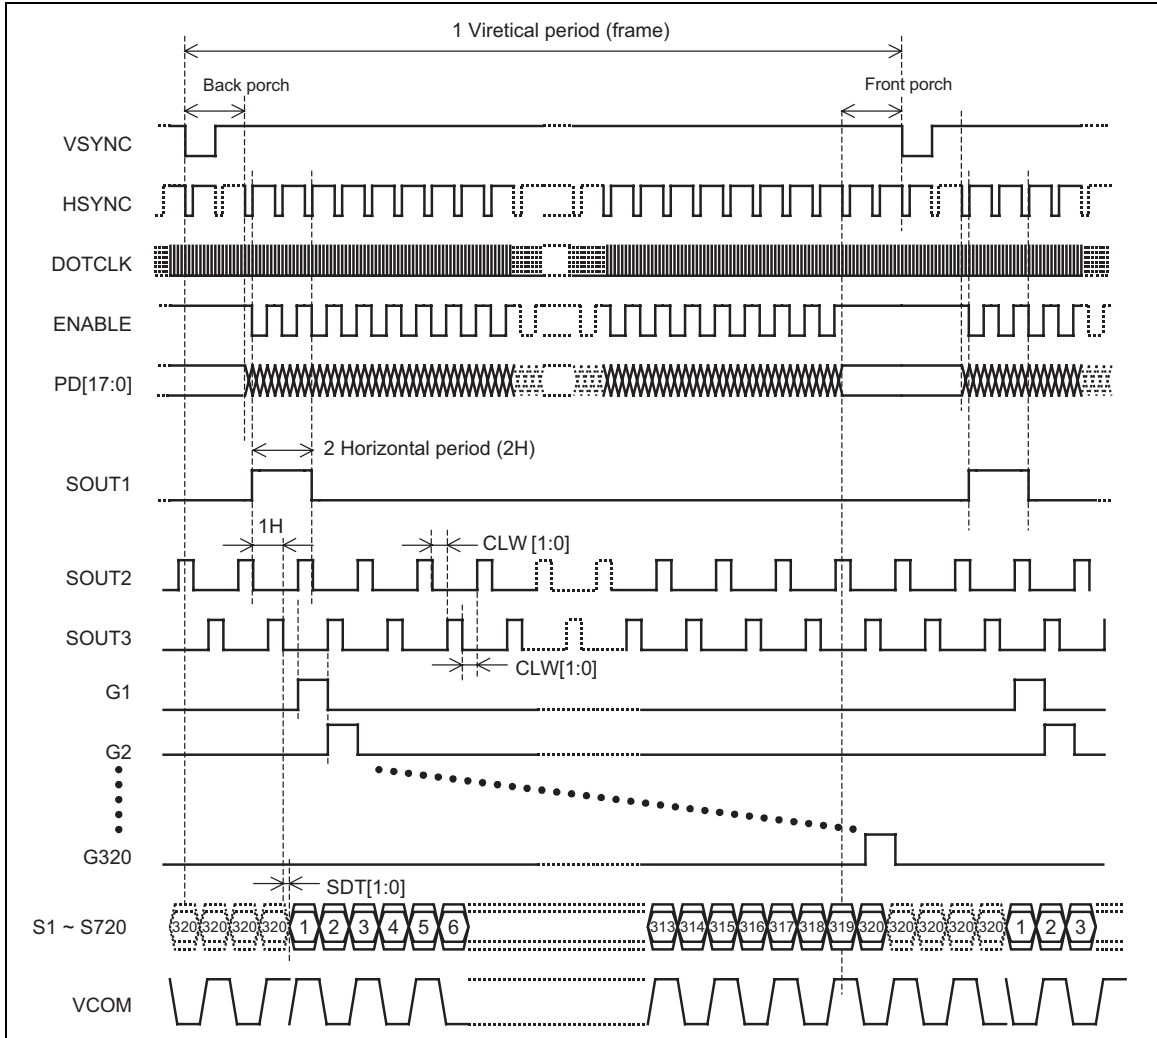 1 Viretical period (frame)
Back porch
Front porch
VSYNC
HSYNC
DOTCLK
ENABLE
PD[17:0]
2 Horizontal period (2H)
SOUT1
1H
CLW [1:0]
SOUT2
SOUT3
CLW[1:0]
G1
G2
G320
SDT[1:0]
S1 ~ S720 320 320 320 320 1 2 3 4 5 6 313 314 315 316 317 318 319 320 320 320 320 320 1 2 3
VCOM